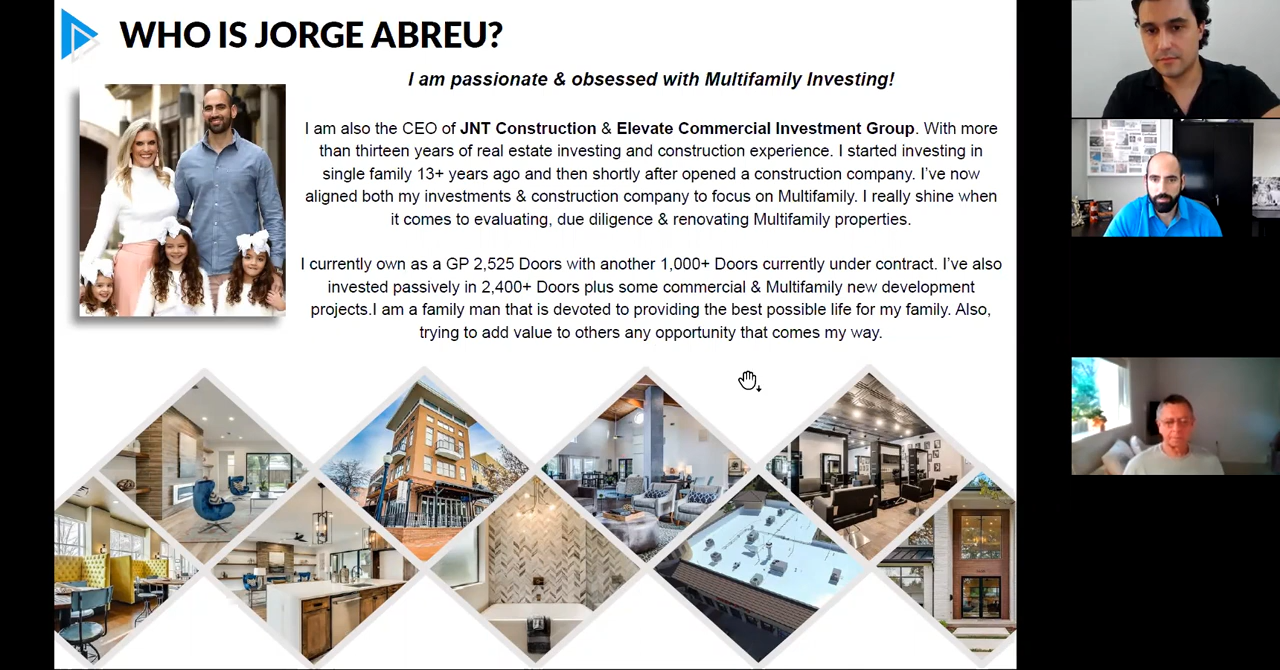 WHO IS JORGE ABREU?
I am passionate & obsessed with Multifamily Investing!
I am also the CEO of JNT Construction & Elevate Commercial Investment Group. With more
than thirteen years of real estate investing and construction experience. I started investing in
single family 13+ years ago and then shortly after opened a construction company. I've now
aligned both my investments & construction company to focus on Multifamily. I really shine when
it comes to evaluating, due diligence & renovating Multifamily properties.
I currently own as a GP 2,525 Doors with another 1,000+ Doors currently under contract. I've also
invested passively in 2,400+ Doors plus some commercial & Multifamily new development
projects.I am a family man that is devoted to providing the best possible life for my family. Also,
trying to add value to others any opportunity that comes my way.